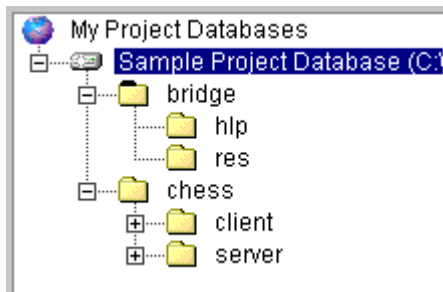 My Project Databases
Sample Project Database (C:\
bridge
hlp
res
chess
client
server